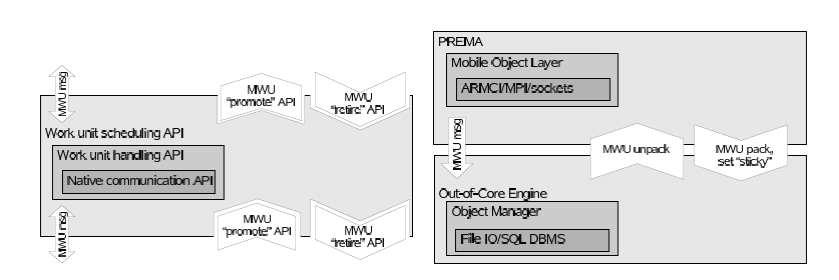 MWU msg
MWU
"promote" API
MWU
"retire" API
Work unit scheduling API
Work unit handling API
Native communication API
MWU msg
MWU
"promote" API
MWU
"retire" API
PREMA
Mobile Object Layer
ARMCI/MPI/sockets
MWU msg
MWU unpack
MWU pack,
set "sticky"
Out-of-Core Engine
Object Manager
File IO/SQL DBMS